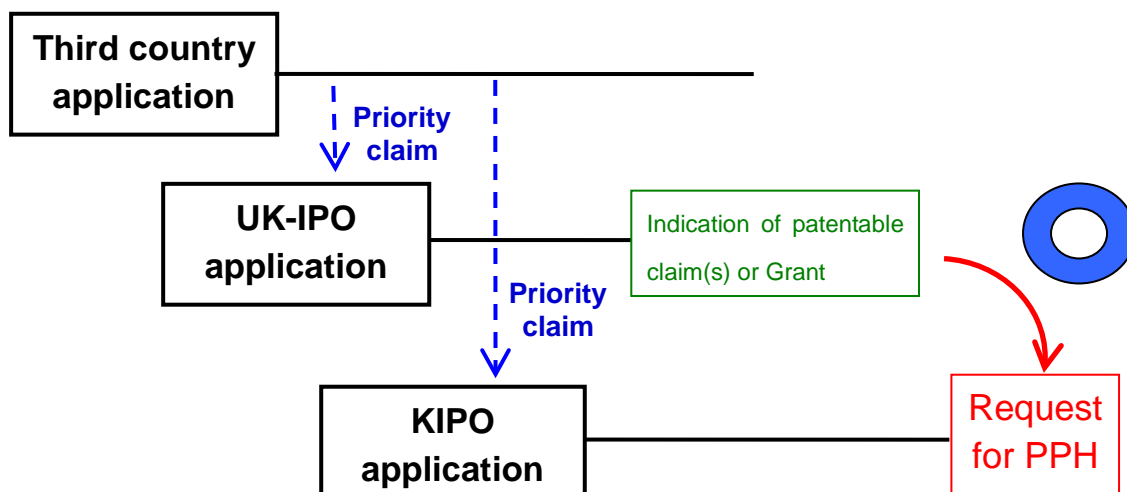 Third country
application
Priority
claim
UK-IPO
application
Indication of patentable
claim(s) or Grant
Priority
claim
KIPO
application
Request
for PPH